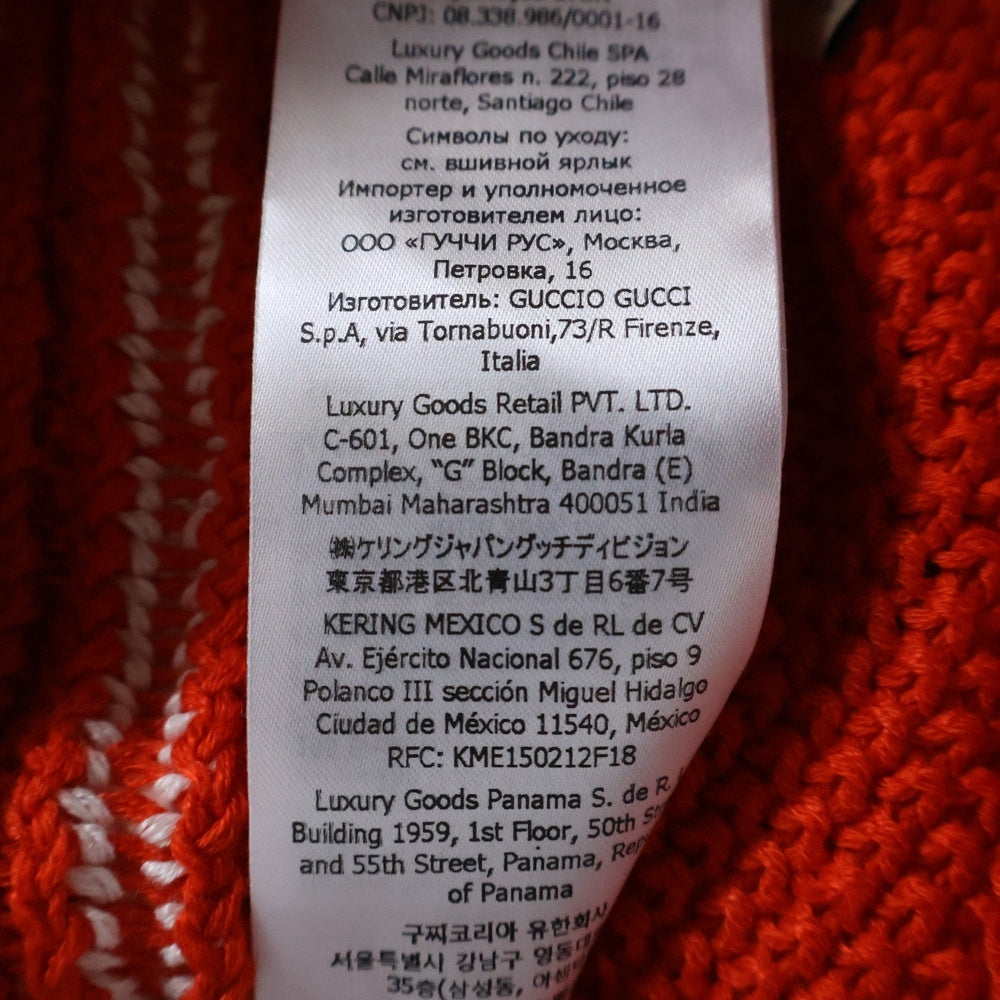 CNPJ: 08.338.986/0001-16
Luxury Goods Chile SPA
Calle Miraflores n. 222, piso 28
norte, Santiago Chile
Символы по уходу:
см. вшивной ярлык
Импортер и уполномоченное
изготовителем лицо:
ООО «ГУЧЧИ РУС», Москва,
Петровка, 16
Изготовитель: GUCCIO GUCCI
S.p.A, via Tornabuoni,73/R Firenze,
Italia
Luxury Goods Retail PVT. LTD.
C-601, One BKC, Bandra Kurla
Complex, “G” Block, Bandra (E)
Mumbai Maharashtra 400051 India
㈱ケリングジャパングッチディビジョン
東京都港区北青山3丁目6番7号
KERING MEXICO S de RL de CV
Av. Ejército Nacional 676, piso 9
Polanco III sección Miguel Hidalgo
Ciudad de México 11540, México
RFC: KME150212F18
Luxury Goods Panama S. de R.
Building 1959, 1st Floor, 50th
and 55th Street, Panama,
of Panama
구찌코리아 유한회사
서울특별시 강남구
35층(삼성동,